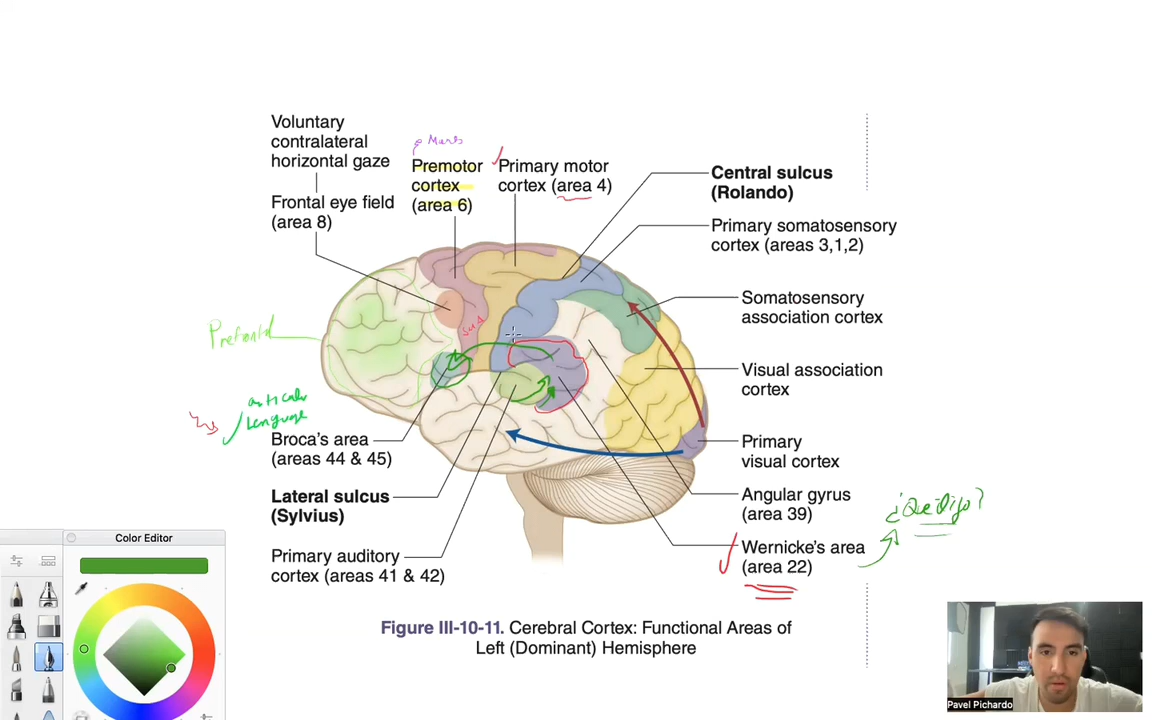 Voluntary
contralateral
horizontal gaze
Frontal eye field
(area 8)
Premotor
cortex
(area 6)
Primary motor
cortex (area 4)
Central sulcus
(Rolando)
Primary somatosensory
cortex (areas 3,1,2)
Somatosensory
association cortex
Visual association
cortex
Primary
visual cortex
Angular gyrus
(area 39)
Wernicke's area
(area 22)
¿Que digo?
Prefrontal
Language
Broca's area
(areas 44 & 45)
Lateral sulcus
(Sylvius)
Primary auditory
cortex (areas 41 & 42)
Figure III-10-11. Cerebral Cortex: Functional Areas of
Left (Dominant) Hemisphere
Color Editor
Pavel Pichardo